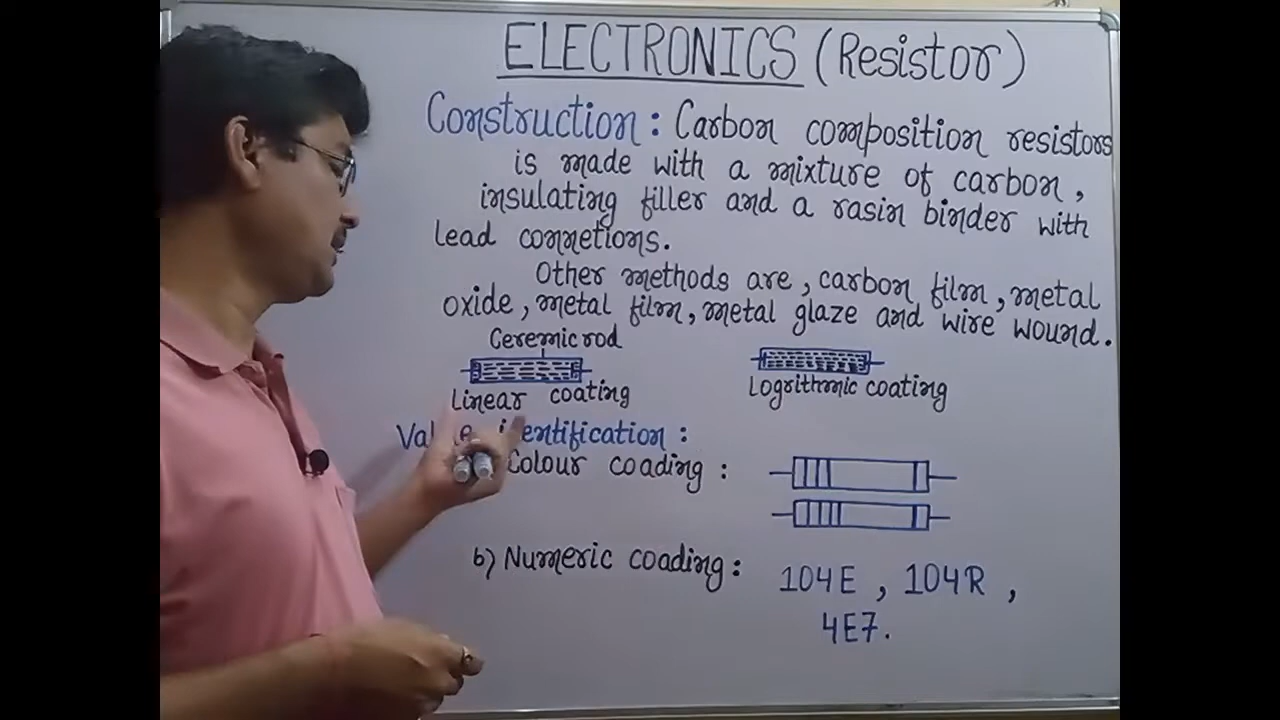 ELECTRONICS (Resistor)
Construction : Carbon composition resistors
is made with a mixture of carbon,
insulating filler and a rasin binder with
lead connetions.
Other methods are, carbon film, metal
oxide, metal film, metal glaze and wire wound.
Ceremic rod
Linear coating
Logrithmic coating
identification :
Colour coading :
b) Numeric coading :
104E , 104R ,
4E7.